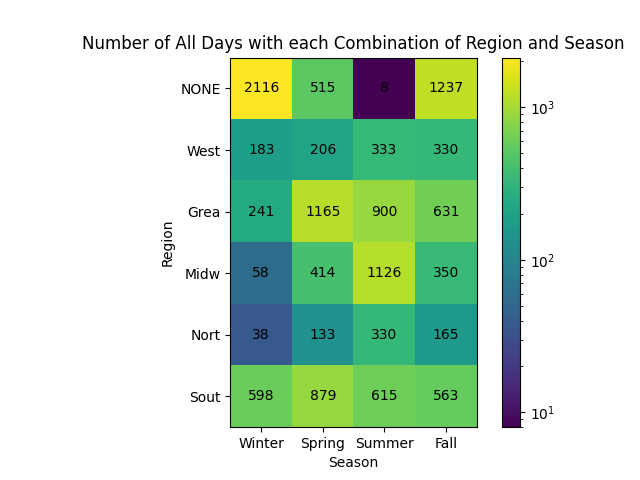 Number of All Days with each Combination of Region and Season
NONE 2116 515 8 1237
West 183 206 333 330
Grea 241 1165 900 631
Midw 58 414 1126 350
Nort 38 133 330 165
Sout 598 879 615 563
Winter Spring Summer Fall
Season
Region
10³
10²
10¹